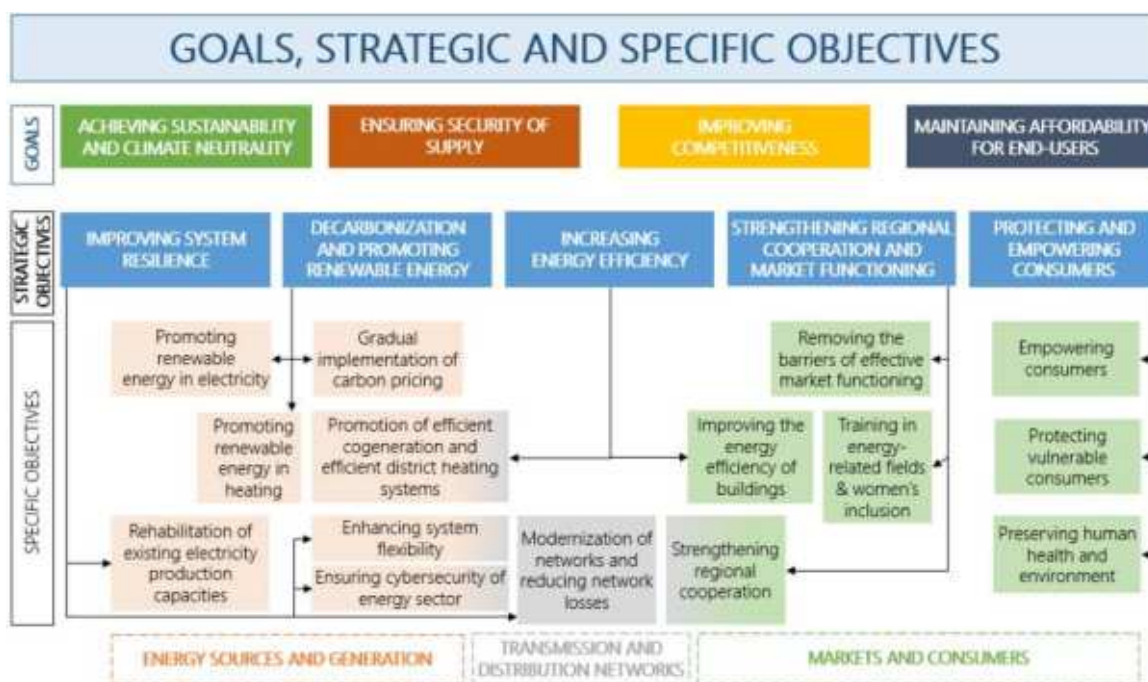 GOALS, STRATEGIC AND SPECIFIC OBJECTIVES
GOALS
ACHIEVING SUSTAINABILITY
AND CLIMATE NEUTRALITY
ENSURING SECURITY OF
SUPPLY
IMPROVING
COMPETITIVENESS
MAINTAINING AFFORDABILITY
FOR END-USERS
STRATEGIC
OBJECTIVES
IMPROVING SYSTEM
RESILIENCE
DECARBONIZATION
AND PROMOTING
RENEWABLE ENERGY
INCREASING
ENERGY EFFICIENCY
STRENGTHENING REGIONAL
COOPERATION AND
MARKET FUNCTIONING
PROTECTING AND
EMPOWERING
CONSUMERS
SPECIFIC OBJECTIVES
Promoting
renewable
energy in electricity
Gradual
implementation of
carbon pricing
Removing the
barriers of effective
market functioning
Empowering
consumers
Promoting
renewable
energy in
heating
Promotion of efficient
cogeneration and
efficient district heating
systems
Improving the
energy
efficiency of
buildings
Training in
energy-
related fields
& women's
inclusion
Protecting
vulnerable
consumers
Rehabilitation of
existing electricity
production
capacities
Enhancing system
flexibility
Ensuring cybersecurity of
energy sector
Modernization of
networks and
reducing network
losses
Strengthening
regional
cooperation
Preserving human
health and
environment
ENERGY SOURCES AND GENERATION
TRANSMISSION AND
DISTRIBUTION NETWORKS
MARKETS AND CONSUMERS